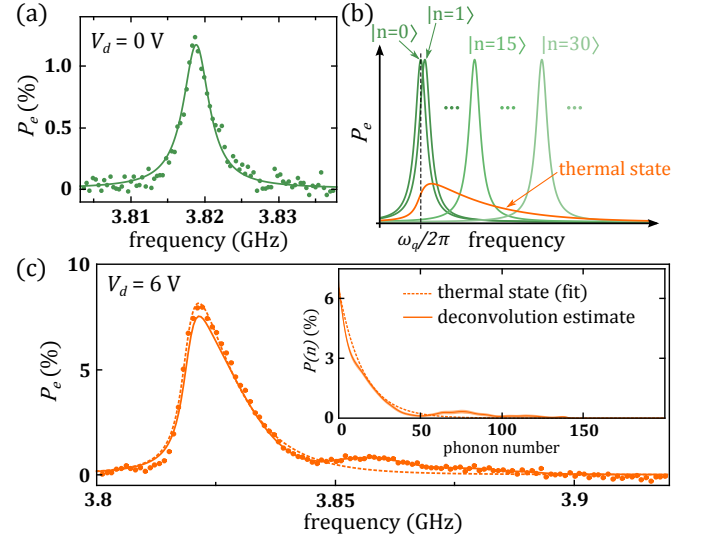 (a)
V_d = 0 V
P_e (%)
1.0
0.5
0
3.81 3.82 3.83
frequency (GHz)
(b)
|n=0⟩ |n=1⟩ |n=15⟩ |n=30⟩
... ... ...
P_e
thermal state
ω_q/2π frequency
(c)
V_d = 6 V
P_e (%)
10
5
0
3.8 3.85 3.9
frequency (GHz)
thermal state (fit)
deconvolution estimate
P(n) (%)
6
3
0
0 50 100 150
phonon number